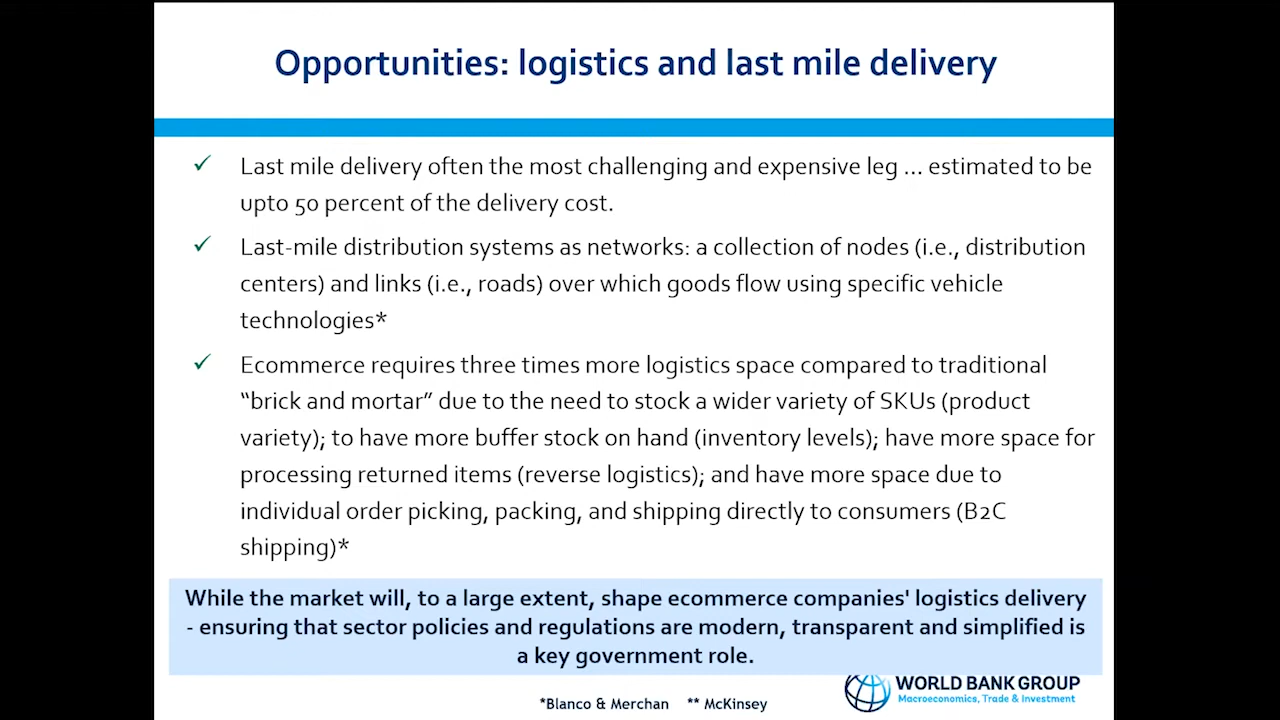 Opportunities: logistics and last mile delivery
✓ Last mile delivery often the most challenging and expensive leg ... estimated to be
upto 50 percent of the delivery cost.
✓ Last-mile distribution systems as networks: a collection of nodes (i.e., distribution
centers) and links (i.e., roads) over which goods flow using specific vehicle
technologies*
✓ Ecommerce requires three times more logistics space compared to traditional
“brick and mortar” due to the need to stock a wider variety of SKUs (product
variety); to have more buffer stock on hand (inventory levels); have more space for
processing returned items (reverse logistics); and have more space due to
individual order picking, packing, and shipping directly to consumers (B2C
shipping)*
While the market will, to a large extent, shape ecommerce companies' logistics delivery
- ensuring that sector policies and regulations are modern, transparent and simplified is
a key government role.
*Blanco & Merchan ** McKinsey
WORLD BANK GROUP
Macroeconomics, Trade & Investment